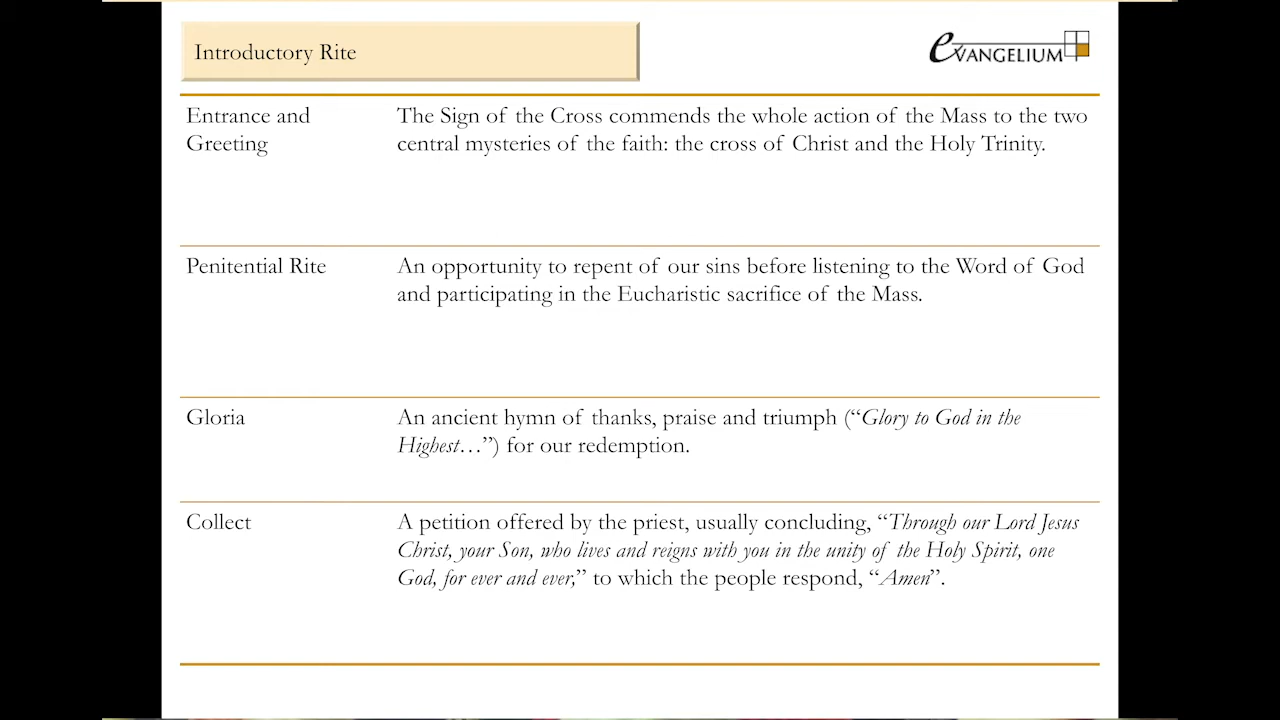 Introductory Rite
evangelium
Entrance and
Greeting
The Sign of the Cross commends the whole action of the Mass to the two
central mysteries of the faith: the cross of Christ and the Holy Trinity.
Penitential Rite
An opportunity to repent of our sins before listening to the Word of God
and participating in the Eucharistic sacrifice of the Mass.
Gloria
An ancient hymn of thanks, praise and triumph (“Glory to God in the
Highest…”) for our redemption.
Collect
A petition offered by the priest, usually concluding, “Through our Lord Jesus
Christ, your Son, who lives and reigns with you in the unity of the Holy Spirit, one
God, for ever and ever,” to which the people respond, “Amen”.